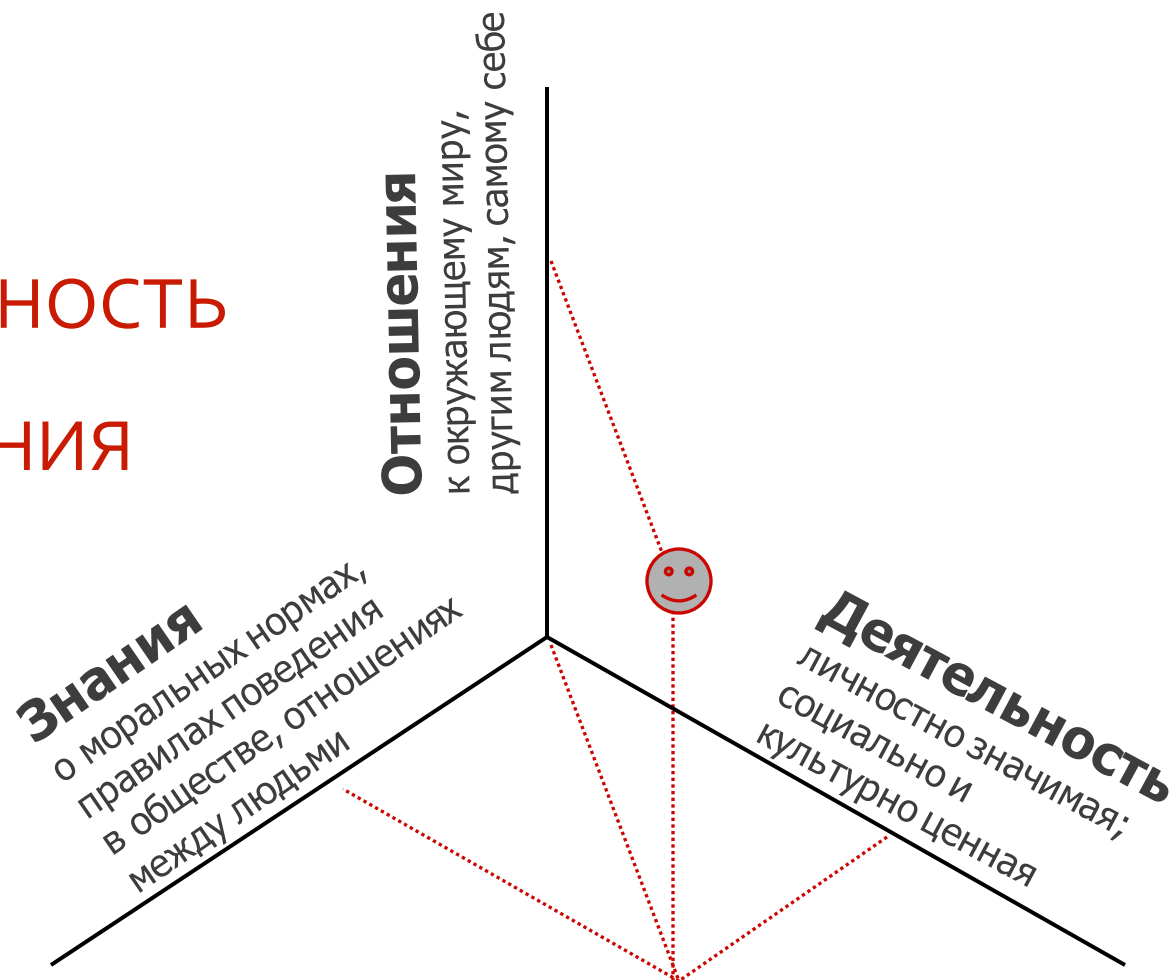 НОСТЬ
НИЯ
Отношения
к окружающему миру,
другим людям, самому себе
Знания
о моральных нормах,
правилах поведения
в обществе, отношениях
между людьми
Деятельность
личностно значимая;
социально и
культурно ценная